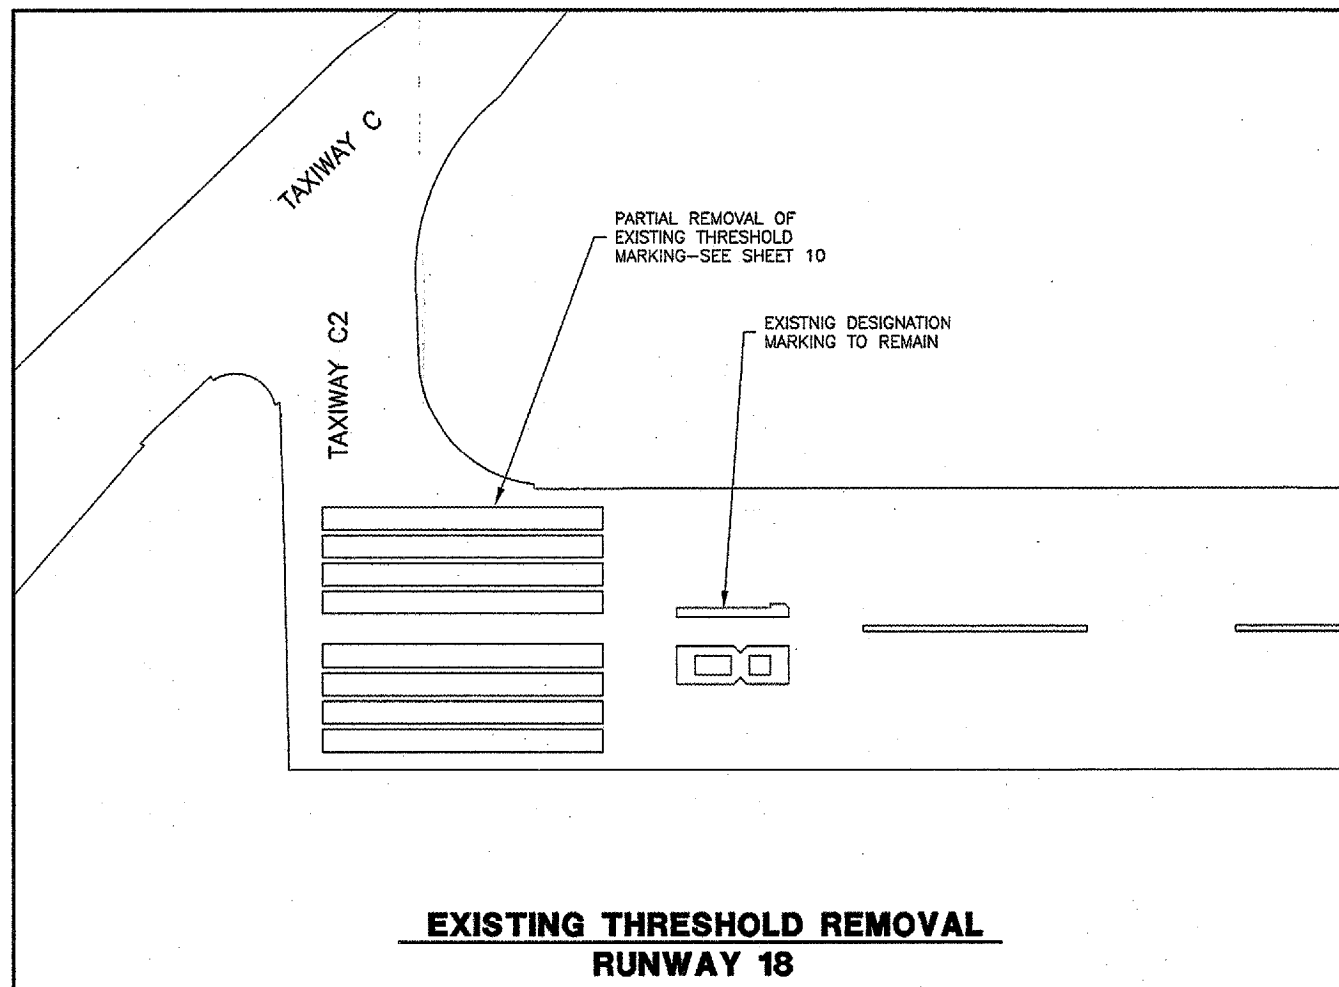 TAXIWAY C
PARTIAL REMOVAL OF
EXISTING THRESHOLD
MARKING-SEE SHEET 10
TAXIWAY C2
EXISTNIG DESIGNATION
MARKING TO REMAIN
18
EXISTING THRESHOLD REMOVAL
RUNWAY 18